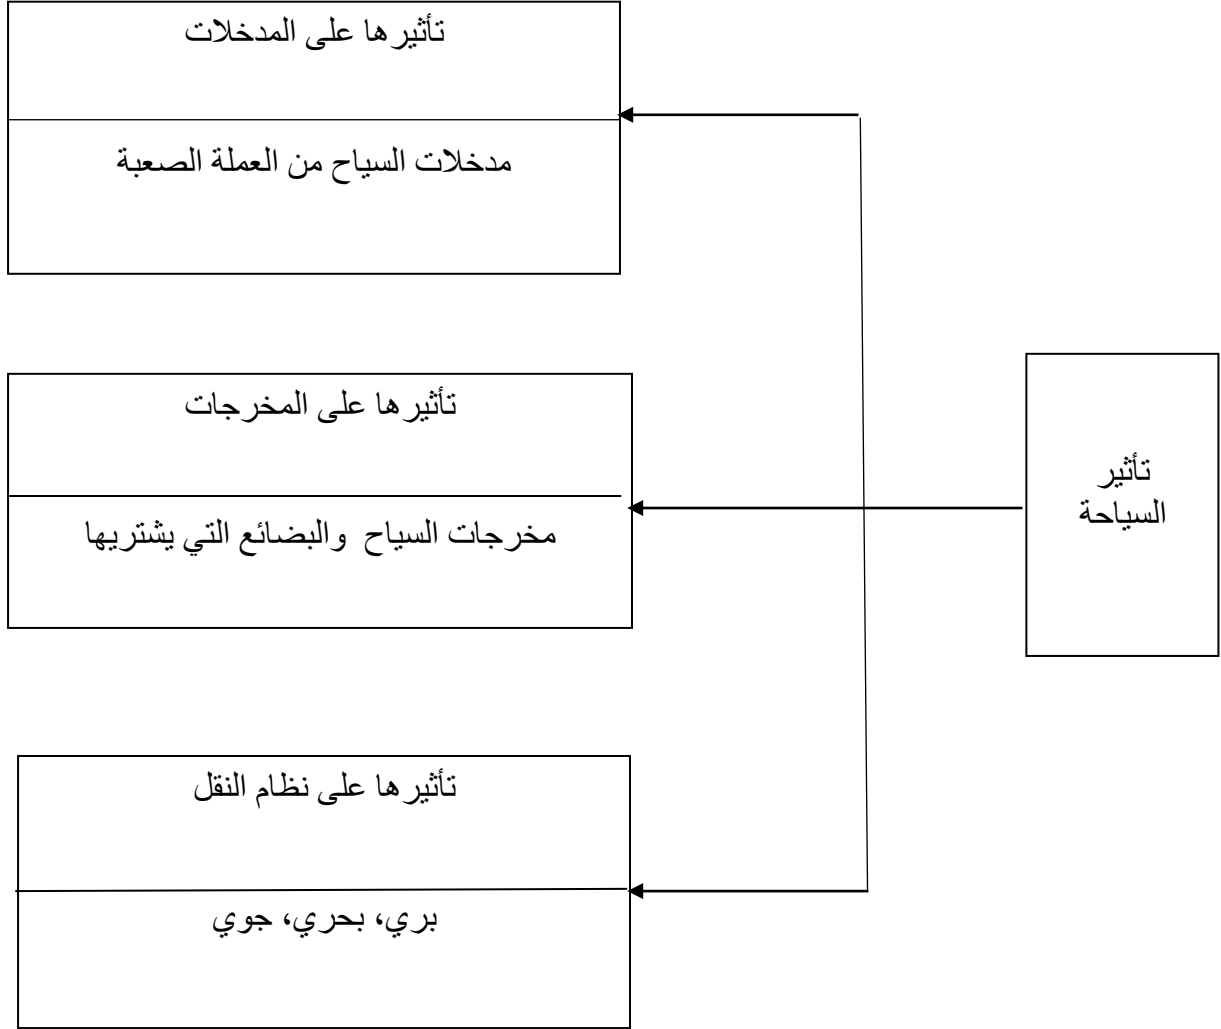 تأثير
السياحة
تأثيرها على المدخلات
مدخلات السياح من العملة الصعبة
تأثيرها على المخرجات
مخرجات السياح والبضائع التي يشتريها
تأثيرها على نظام النقل
بري، بحري، جوي